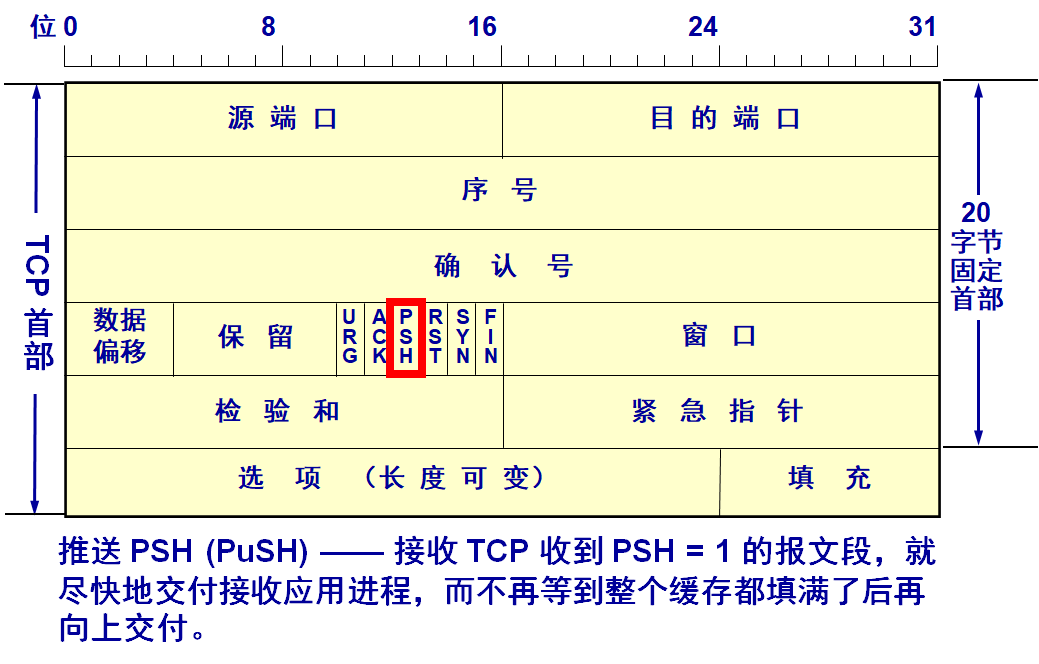 位 0 8 16 24 31
源 端 口 目 的 端 口
序 号
确 认 号
20
字节
固定
首部
TCP
首
部
数据
偏移
保 留
URG
ACK
PSH
RST
SYN
FIN
窗 口
检 验 和 紧 急 指 针
选 项 （长 度 可 变） 填 充
推送 PSH (PuSH) —— 接收 TCP 收到 PSH = 1 的报文段，就
尽快地交付接收应用进程，而不再等到整个缓存都填满了后再
向上交付。